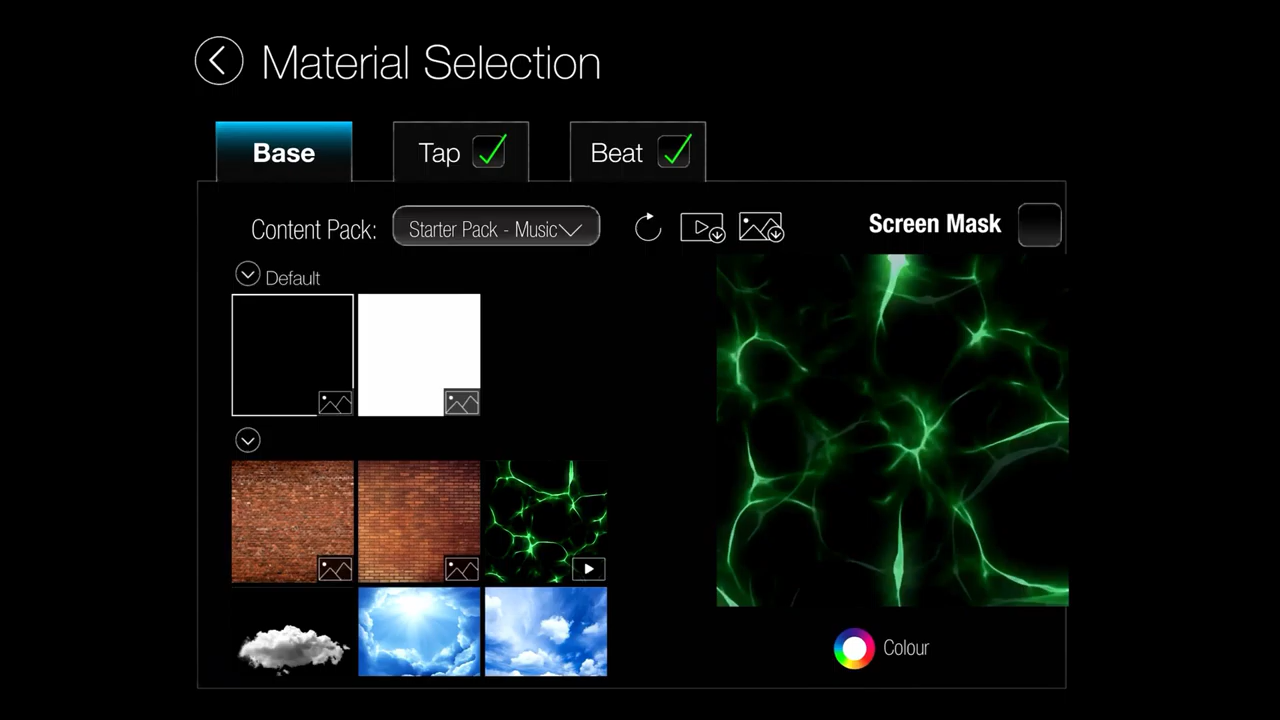 Material Selection
Base
Tap
Beat
Content Pack:
Starter Pack - Music
Screen Mask
Default
Colour